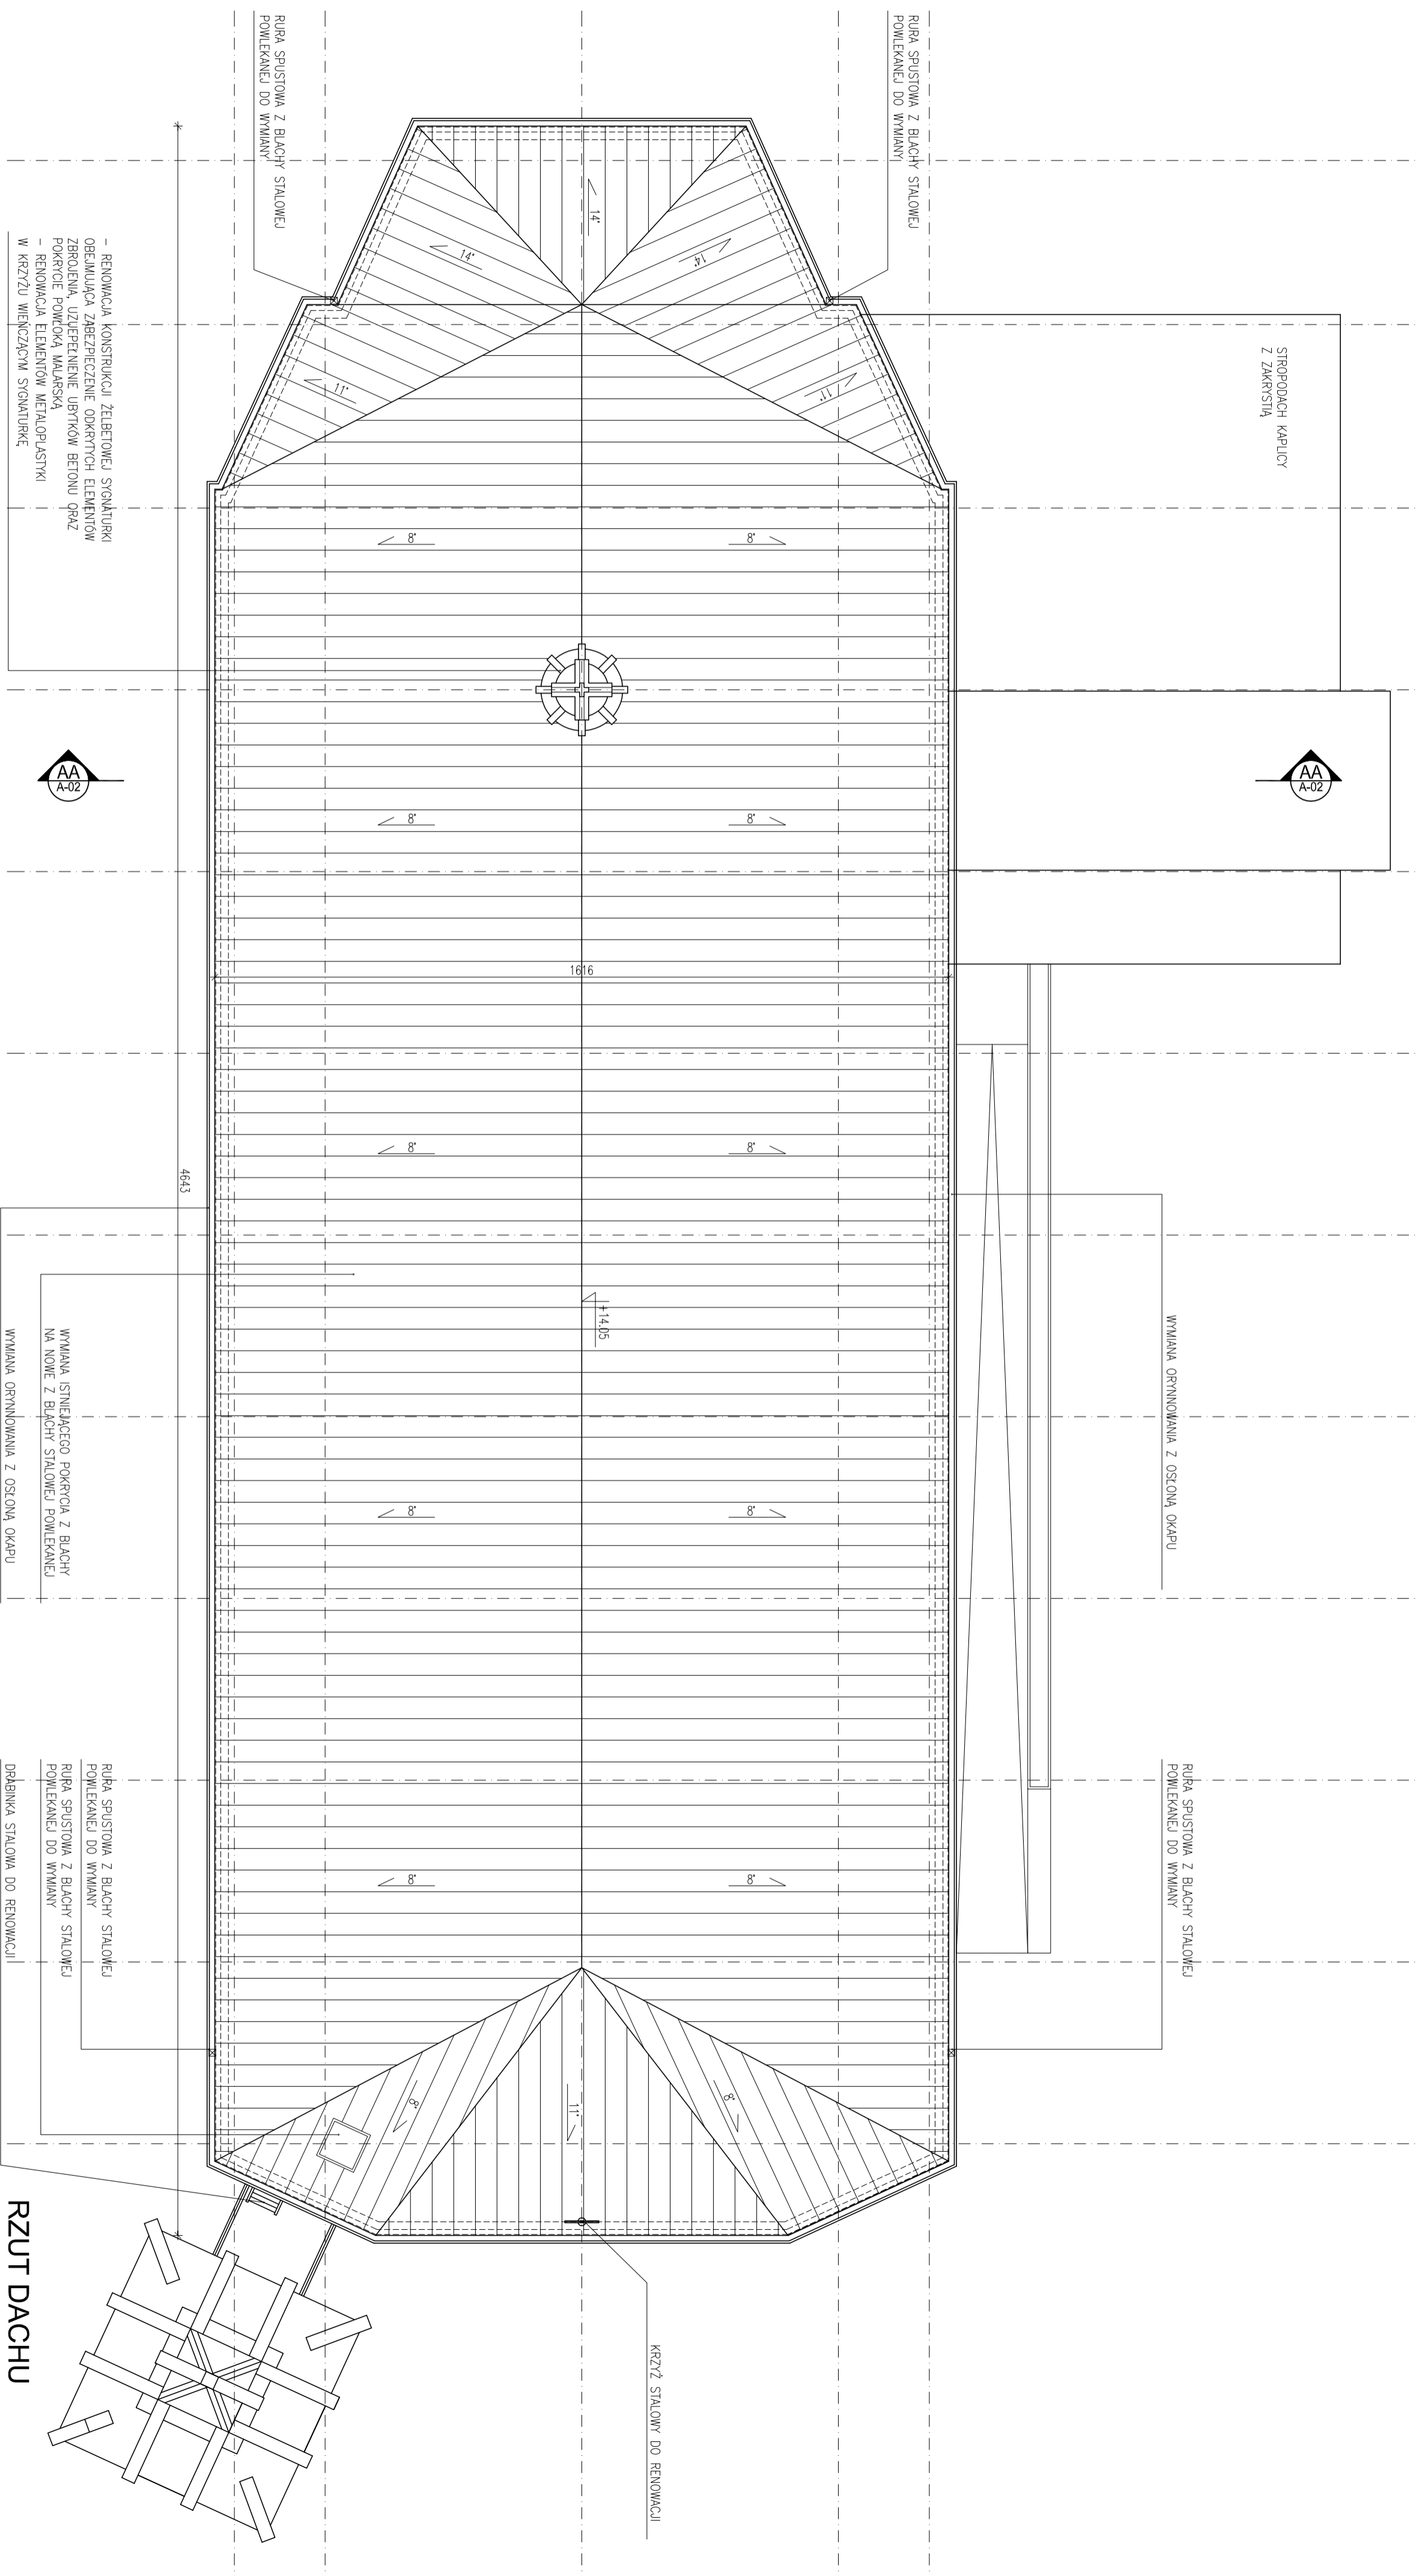 STROPODACH KAPLICY
Z ZAKRYSTIĄ
AA
A-02
WYMIANA ORYNNOWANIA Z OSŁONĄ OKAPU
RURA SPUSTOWA Z BLACHY STALOWEJ
POWLEKANEJ DO WYMIANY
RURA SPUSTOWA Z BLACHY STALOWEJ
POWLEKANEJ DO WYMIANY
11°
14°
8°
8°
8°
8°
8°
8°
KRZYŻ STALOWY DO RENOWACJI
14°
1616
+14.05
11°
14°
11°
8°
8°
8°
8°
8°
8°
RURA SPUSTOWA Z BLACHY STALOWEJ
POWLEKANEJ DO WYMIANY
4643
– RENOWACJA KONSTRUKCJI ŻELBETOWEJ SYGNATURKI
OBEJMUJĄCA ZABEZPIECZENIE ODKRYTYCH ELEMENTÓW
ZBROJENIA, UZUEPEŁNIENIE UBYTKÓW BETONU ORAZ
POKRYCIE POWŁOKĄ MALARSKĄ
– RENOWACJA ELEMENTÓW METALOPLASTYKI
W KRZYŻU WIEŃCZĄCYM SYGNATURKĘ
AA
A-02
WYMIANA ISTNIEJĄCEGO POKRYCIA Z BLACHY
NA NOWE Z BLACHY STALOWEJ POWLEKANEJ
WYMIANA ORYNNOWANIA Z OSŁONĄ OKAPU
RURA SPUSTOWA Z BLACHY STALOWEJ
POWLEKANEJ DO WYMIANY
RURA SPUSTOWA Z BLACHY STALOWEJ
POWLEKANEJ DO WYMIANY
DRABINKA STALOWA DO RENOWACJI
RZUT DACHU